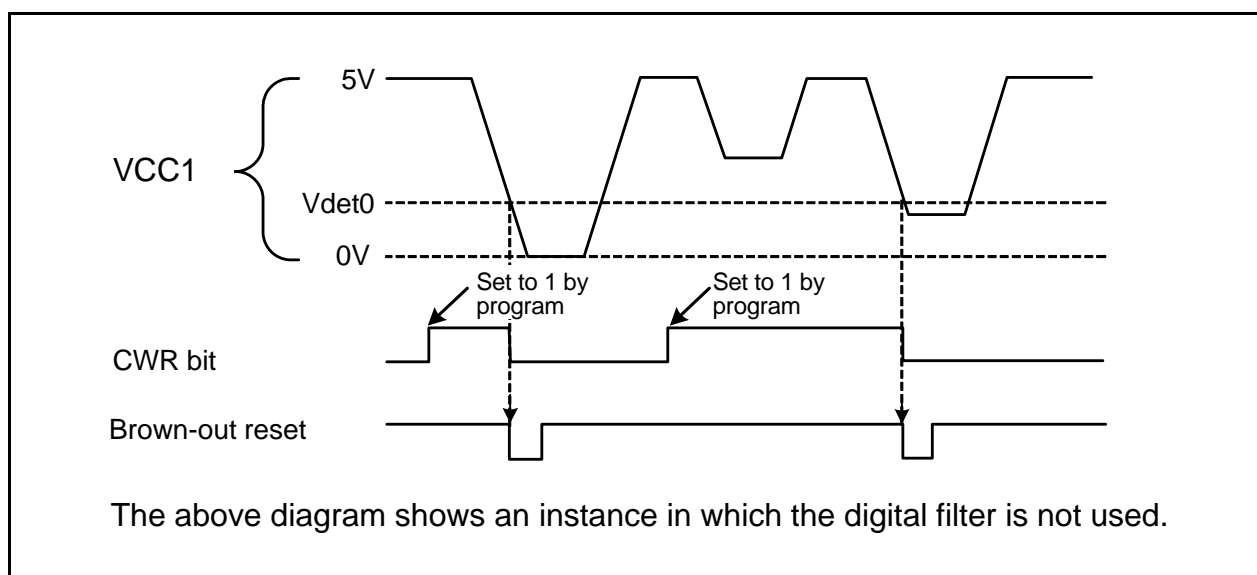 5V
VCC1
Vdet0
0V
Set to 1 by
program
Set to 1 by
program
CWR bit
Brown-out reset
The above diagram shows an instance in which the digital filter is not used.